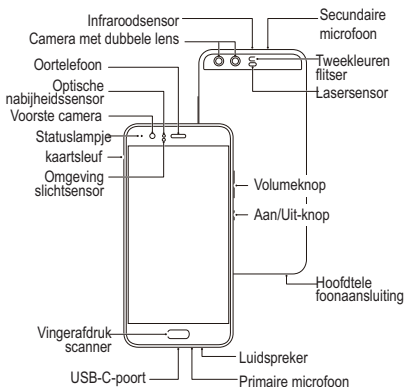 Infraroodsensor
Secundaire
microfoon
Camera met dubbele lens
Tweekleuren
flitser
Oortelefoon
Lasersensor
Optische
nabijheidssensor
Voorste camera
Statuslampje
kaartsleuf
Omgeving
slichtsensor
Volumeknop
Aan/Uit-knop
Hoofdtele
foonaansluiting
Vingerafdruk
scanner
Luidspreker
USB-C-poort
Primaire microfoon